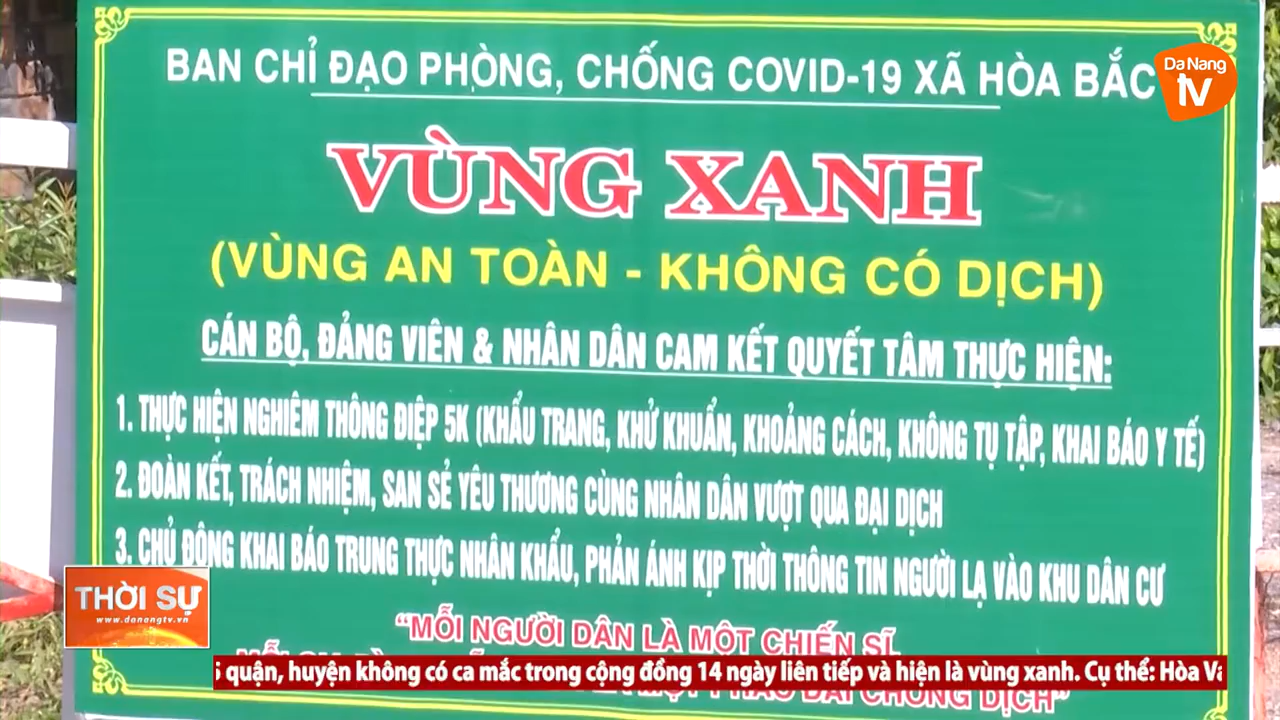 BAN CHỈ ĐẠO PHÒNG, CHỐNG COVID-19 XÃ HÒA BẮC
Da Nang
tv
VÙNG XANH
(VÙNG AN TOÀN - KHÔNG CÓ DỊCH)
CÁN BỘ, ĐẢNG VIÊN & NHÂN DÂN CAM KẾT QUYẾT TÂM THỰC HIỆN:
1. THỰC HIỆN NGHIÊM THÔNG ĐIỆP 5K (KHẨU TRANG, KHỬ KHUẨN, KHOẢNG CÁCH, KHÔNG TỤ TẬP, KHAI BÁO Y TẾ)
2. ĐOÀN KẾT, TRÁCH NHIỆM, SAN SẺ YÊU THƯƠNG CÙNG NHÂN DÂN VƯỢT QUA ĐẠI DỊCH
3. CHỦ ĐỘNG KHAI BÁO TRUNG THỰC NHÂN KHẨU, PHẢN ÁNH KỊP THỜI THÔNG TIN NGƯỜI LẠ VÀO KHU DÂN CƯ
THỜI SỰ
www.danangtv.vn
“MỖI NGƯỜI DÂN LÀ MỘT CHIẾN SĨ,
quận, huyện không có ca mắc trong cộng đồng 14 ngày liên tiếp và hiện là vùng xanh. Cụ thể: Hòa